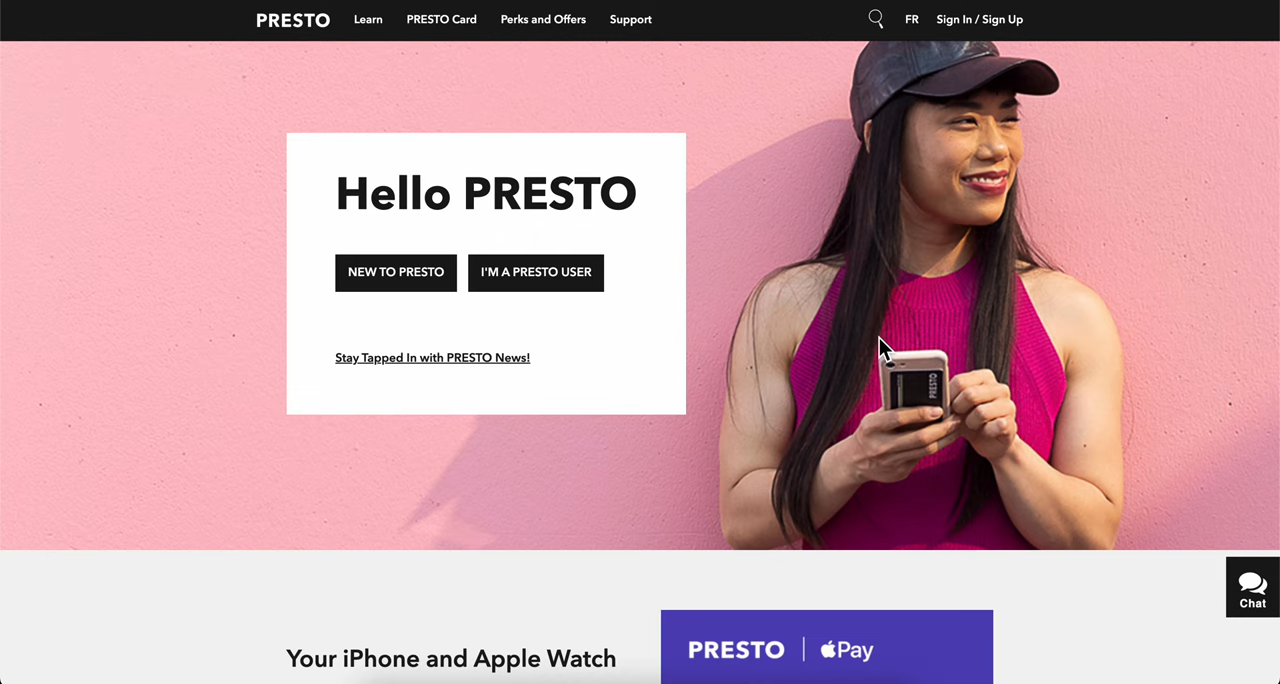 PRESTO Learn PRESTO Card Perks and Offers Support FR Sign In / Sign Up
Hello PRESTO
NEW TO PRESTO I'M A PRESTO USER
Stay Tapped In with PRESTO News!
PRESTO
Chat
Your iPhone and Apple Watch
PRESTO | Pay